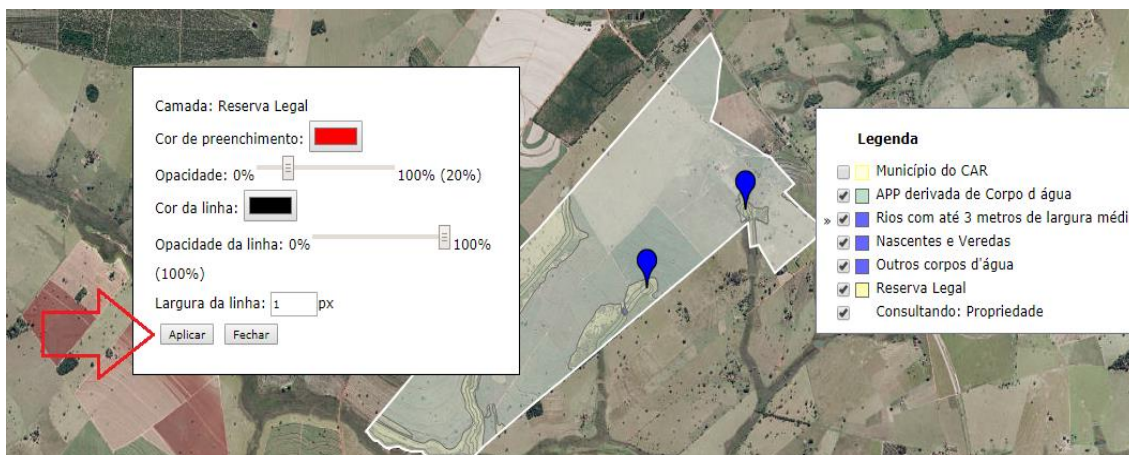 Camada: Reserva Legal
Cor de preenchimento:
Opacidade: 0% 100% (20%)
Cor da linha:
Opacidade da linha: 0% 100%
(100%)
Largura da linha: 1 px
Aplicar Fechar
Legenda
Município do CAR
APP derivada de Corpo d água
» Rios com até 3 metros de largura médi
Nascentes e Veredas
Outros corpos d'água
Reserva Legal
Consultando: Propriedade